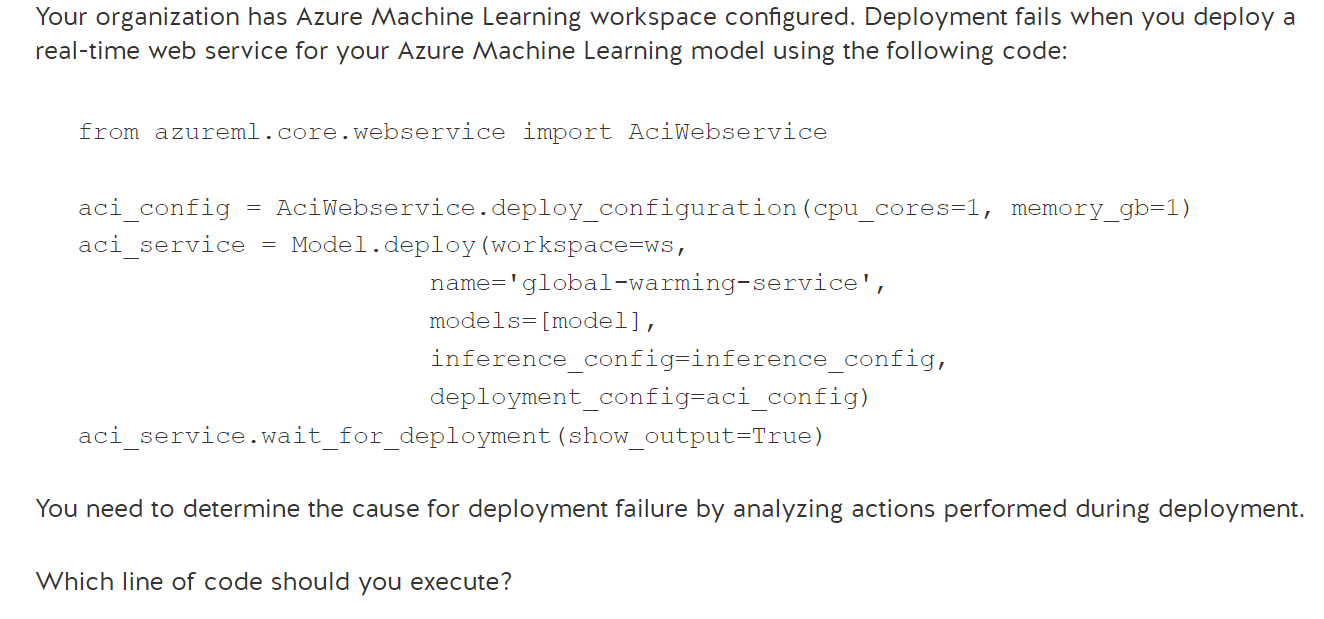 Your organization has Azure Machine Learning workspace configured. Deployment fails when you deploy a
real-time web service for your Azure Machine Learning model using the following code:
from azureml.core.webservice import AciWebservice
aci_config = AciWebservice.deploy_configuration(cpu_cores=1, memory_gb=1)
aci_service = Model.deploy(workspace=ws,
name='global-warming-service',
models=[model],
inference_config=inference_config,
deployment_config=aci_config)
aci_service.wait_for_deployment(show_output=True)
You need to determine the cause for deployment failure by analyzing actions performed during deployment.
Which line of code should you execute?